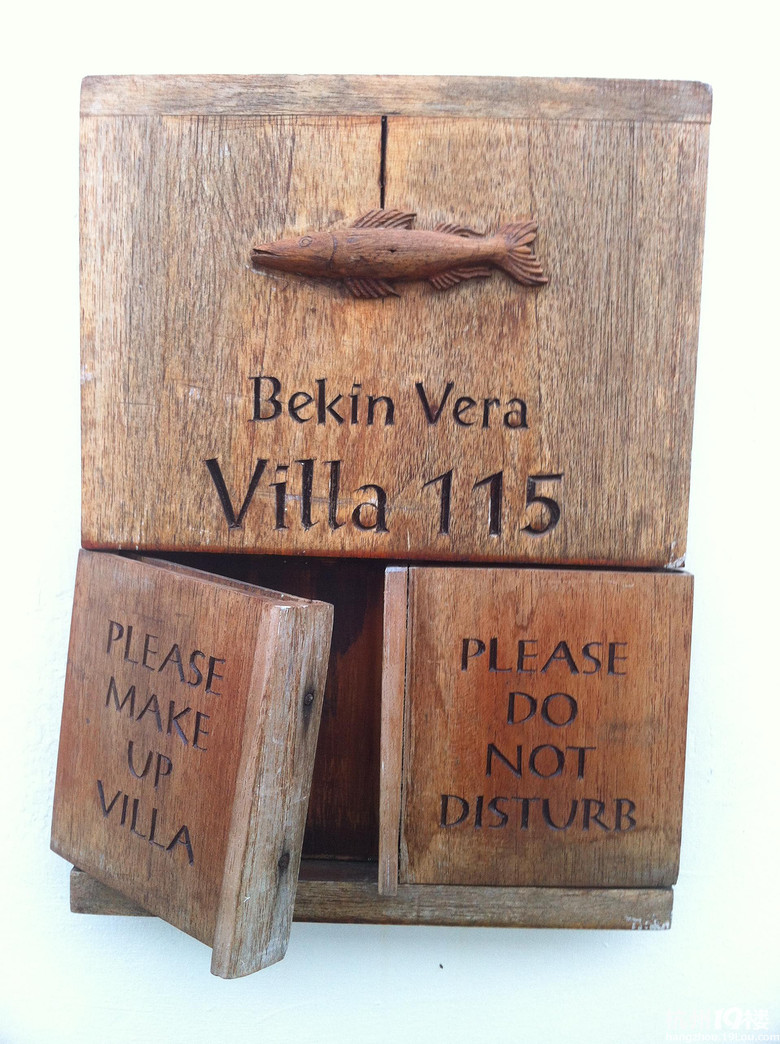 Bekin Vera
Villa 115
PLEASE
MAKE
UP
VILLA
PLEASE
DO
NOT
DISTURB